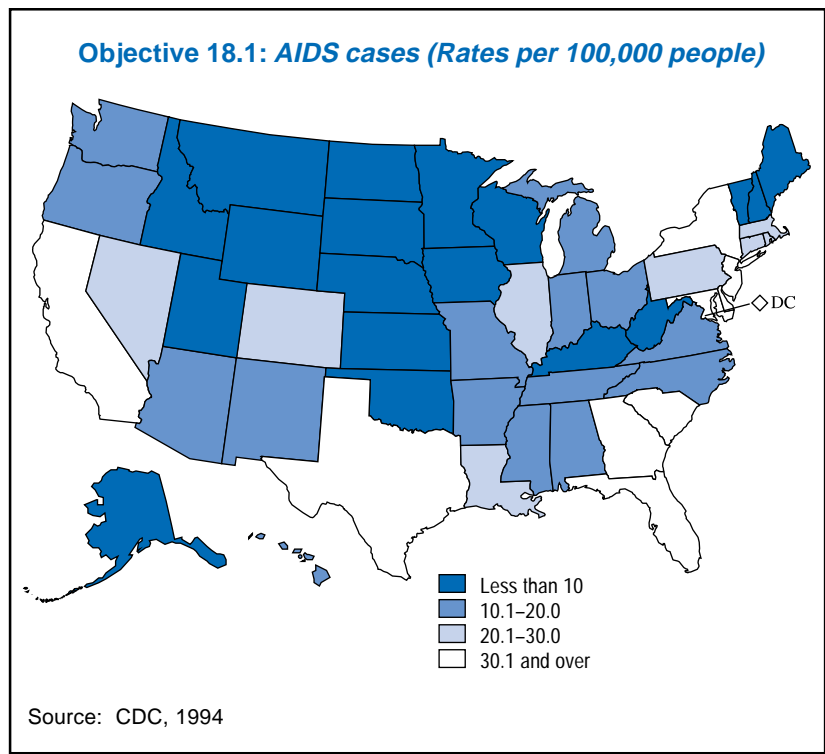 Objective 18.1: AIDS cases (Rates per 100,000 people)
DC
Less than 10
10.1–20.0
20.1–30.0
30.1 and over
Source: CDC, 1994